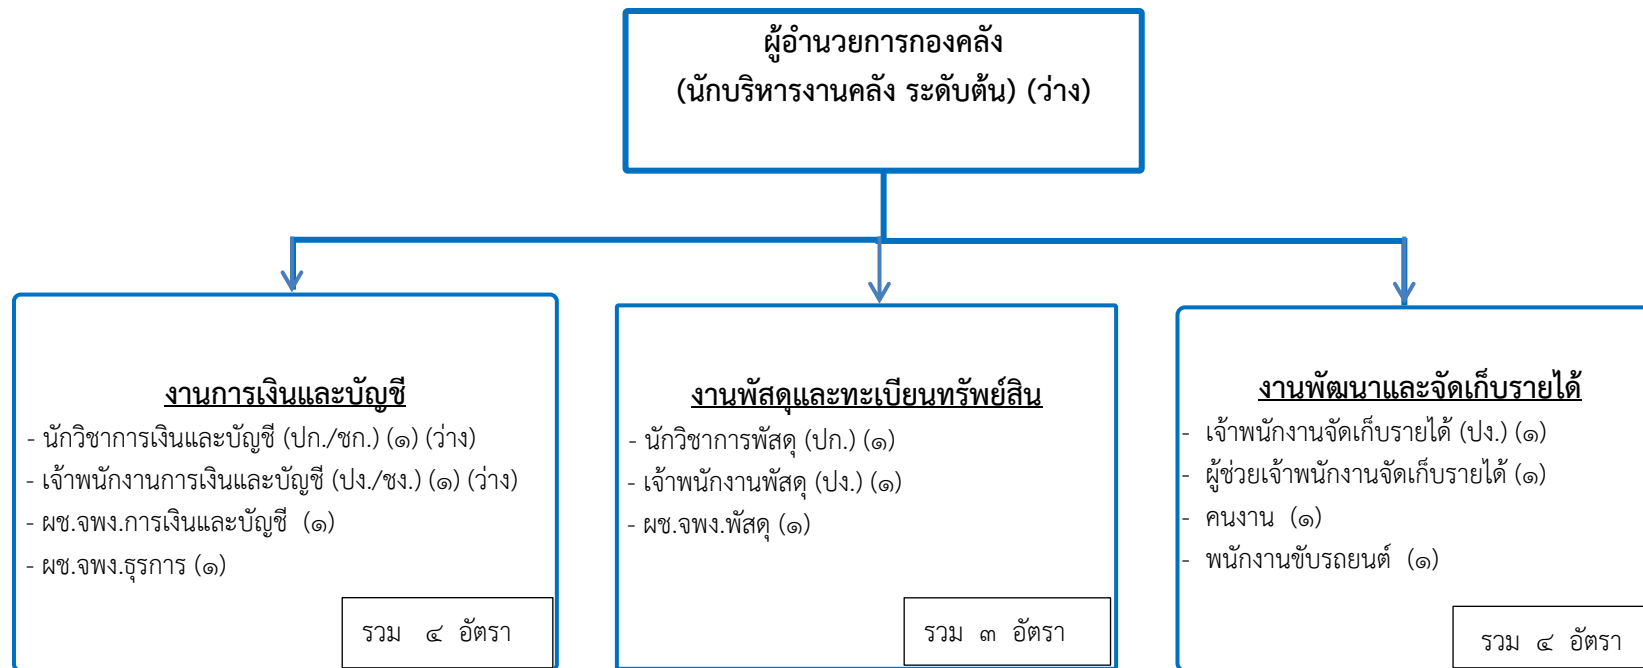 ผู้อำนวยการกองคลัง
(นักบริหารงานคลัง ระดับต้น) (ว่าง)
งานการเงินและบัญชี
- นักวิชาการเงินและบัญชี (ปก./ชก.) (๑) (ว่าง)
- เจ้าพนักงานการเงินและบัญชี (ปง./ชง.) (๑) (ว่าง)
- ผช.จพง.การเงินและบัญชี (๑)
- ผช.จพง.ธุรการ (๑)
รวม ๔ อัตรา
งานพัสดุและทะเบียนทรัพย์สิน
- นักวิชาการพัสดุ (ปก.) (๑)
- เจ้าพนักงานพัสดุ (ปง.) (๑)
- ผช.จพง.พัสดุ (๑)
รวม ๓ อัตรา
งานพัฒนาและจัดเก็บรายได้
- เจ้าพนักงานจัดเก็บรายได้ (ปง.) (๑)
- ผู้ช่วยเจ้าพนักงานจัดเก็บรายได้ (๑)
- คนงาน (๑)
- พนักงานขับรถยนต์ (๑)
รวม ๔ อัตรา